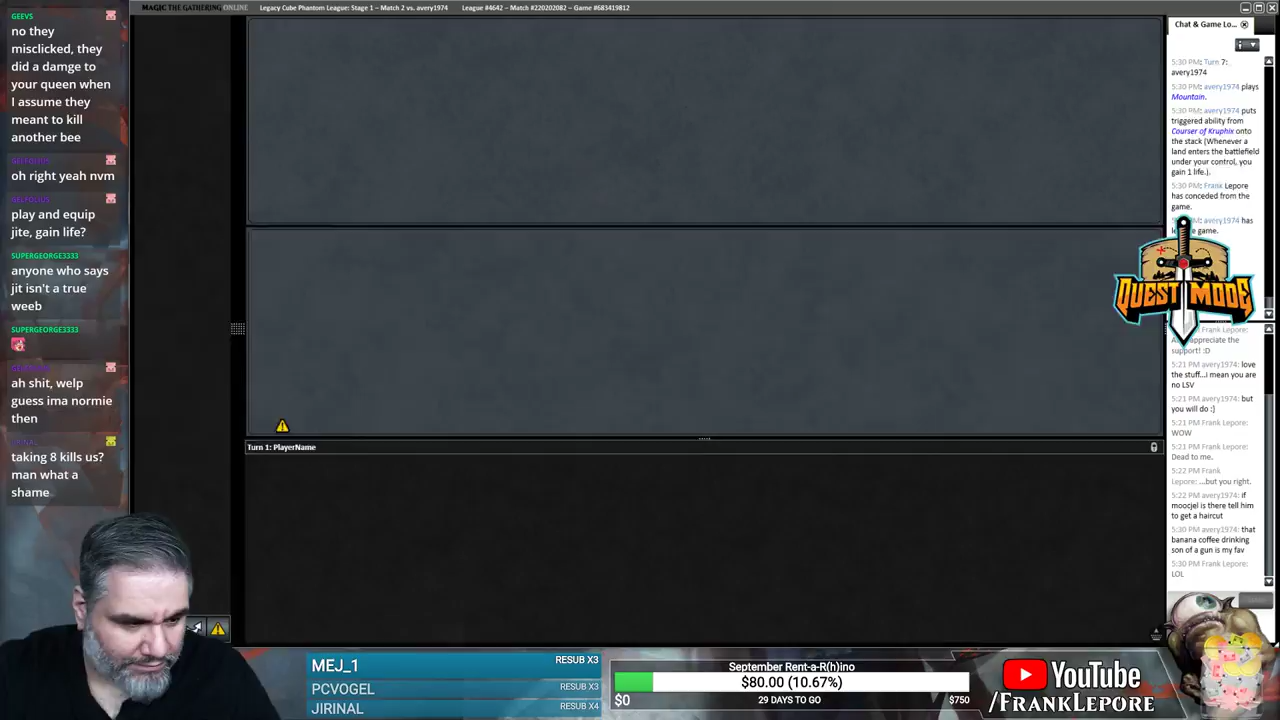 GEEVS
no they
misclicked, they
did a damge to
your queen when
I assume they
meant to kill
another bee
oh right yeah nvm
play and equip
jite, gain life?
SUPERGEORGE3333
anyone who says
jit isn't a true
weeb
SUPERGEORGE3333
ah shit, welp
guess ima normie
then
JIRINAL
taking 8 kills us?
man what a
shame
MAGIC THE GATHERING ONLINE
Legacy Cube Phantom League: Stage 1 – Match 2 vs. avery1974
League #4642 – Match #220202082 – Game #683419812
Turn 1: PlayerName
Chat & Game Lo...
5:30 PM: Turn 7:
avery1974
5:30 PM: avery1974 plays
Mountain.
5:30 PM: avery1974 puts
triggered ability from
Courser of Kruphix onto
the stack (Whenever a
land enters the battlefield
under your control, you
gain 1 life.).
5:30 PM: Frank Lepore
has conceded from the
game.
avery1974 has
game.
QUEST MODE
Frank Lepore:
appreciate the
support! :D
5:21 PM avery1974: love
the stuff...i mean you are
no LSV
5:21 PM avery1974: but
you will do :)
5:21 PM Frank Lepore:
WOW
5:21 PM Frank Lepore:
Dead to me.
5:22 PM Frank
Lepore: ...but you right.
5:22 PM avery1974: if
moocjel is there tell him
to get a haircut
5:30 PM avery1974: that
banana coffee drinking
son of a gun is my fav
5:30 PM Frank Lepore:
LOL
MEJ_1 RESUB X3
PCVOGEL RESUB X3
JIRINAL RESUB X4
September Rent-a-R(h)ino
$80.00 (10.67%)
$0 29 DAYS TO GO $750
YouTube
/FRANKLEPORE